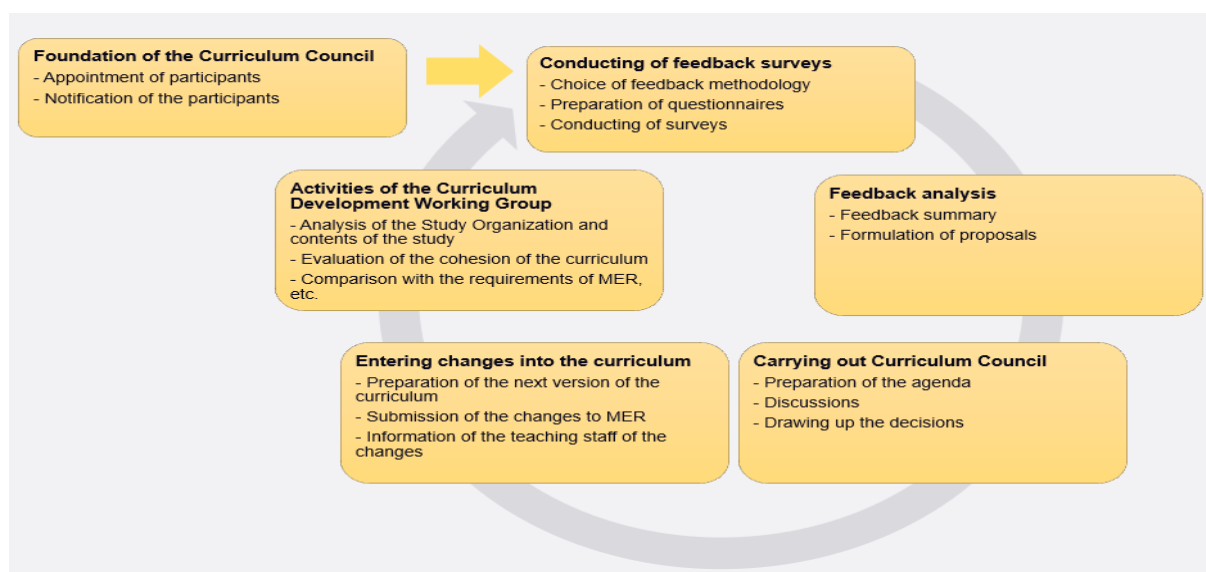 Foundation of the Curriculum Council
- Appointment of participants
- Notification of the participants
Conducting of feedback surveys
- Choice of feedback methodology
- Preparation of questionnaires
- Conducting of surveys
Feedback analysis
- Feedback summary
- Formulation of proposals
Carrying out Curriculum Council
- Preparation of the agenda
- Discussions
- Drawing up the decisions
Entering changes into the curriculum
- Preparation of the next version of the
curriculum
- Submission of the changes to MER
- Information of the teaching staff of the
changes
Activities of the Curriculum
Development Working Group
- Analysis of the Study Organization and
contents of the study
- Evaluation of the cohesion of the curriculum
- Comparison with the requirements of MER,
etc.